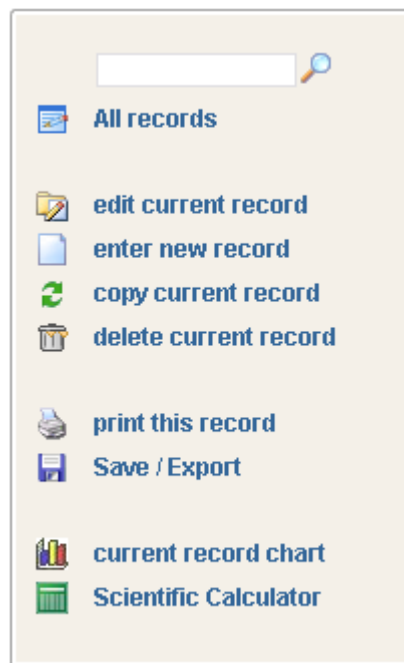 All records
edit current record
enter new record
copy current record
delete current record
print this record
Save / Export
current record chart
Scientific Calculator